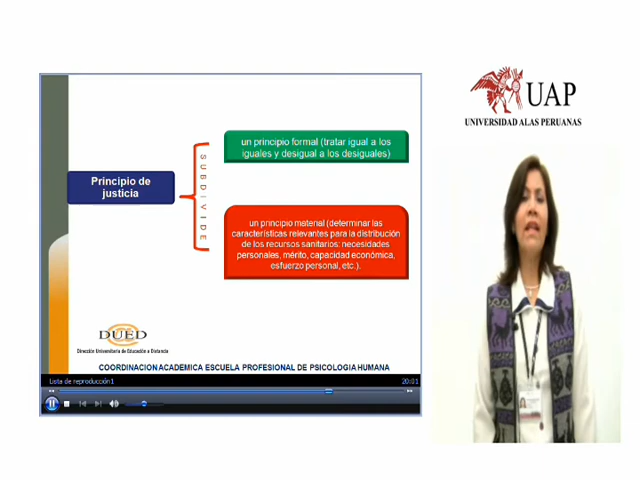 UAP
UNIVERSIDAD ALAS PERUANAS
Principio de
justicia
SUBDIVIDE
un principio formal (tratar igual a los
iguales y desigual a los desiguales)
un principio material (determinar las
características relevantes para la distribución
de los recursos sanitarios: necesidades
personales, mérito, capacidad económica,
esfuerzo personal, etc.).
DUED
Dirección Universitaria de Educación a Distancia
COORDINACION ACADEMICA ESCUELA PROFESIONAL DE PSICOLOGIA HUMANA
Lista de reproducción1
20:01